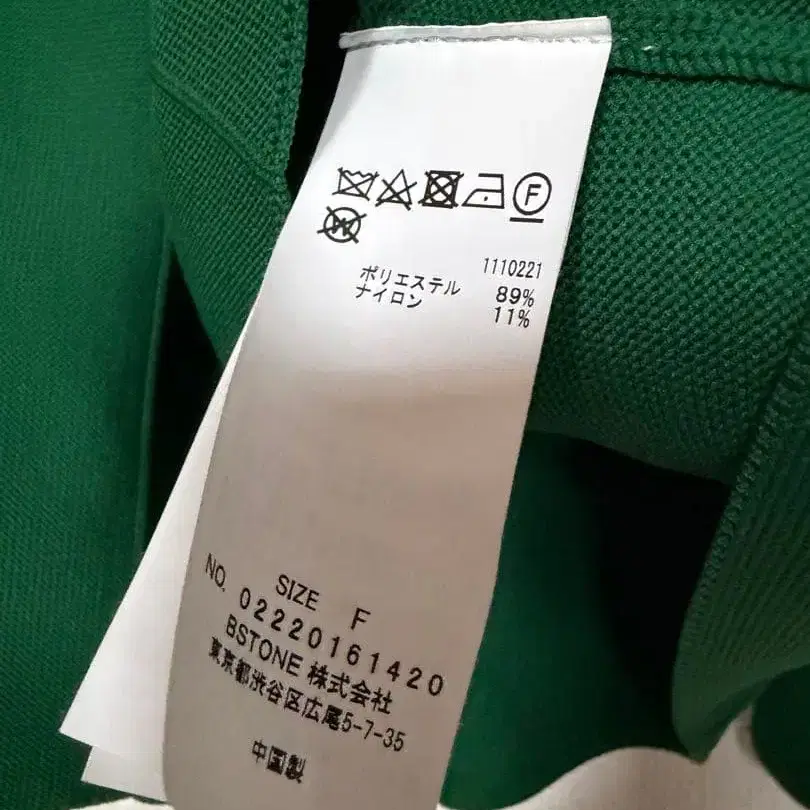 F
W
1110221
ポリエステル 89%
ナイロン 11%
SIZE F
NO. 02220161420
BSTONE 株式会社
東京都渋谷区広尾5-7-35
中国製